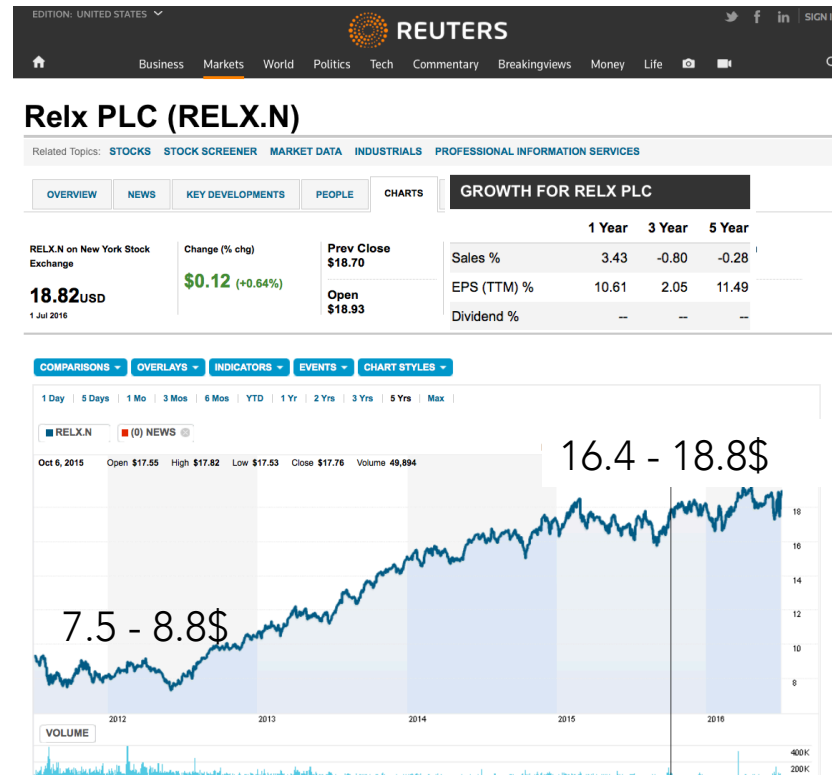 EDITION: UNITED STATES
SIGN
REUTERS
Business Markets World Politics Tech Commentary Breakingviews Money Life
Relx PLC (RELX.N)
Related Topics: STOCKS STOCK SCREENER MARKET DATA INDUSTRIALS PROFESSIONAL INFORMATION SERVICES
OVERVIEW NEWS KEY DEVELOPMENTS PEOPLE CHARTS
GROWTH FOR RELX PLC
1 Year 3 Year 5 Year
Sales % 3.43 -0.80 -0.28
EPS (TTM) % 10.61 2.05 11.49
Dividend % -- -- --
RELX.N on New York Stock
Exchange
18.82USD
1 Jul 2016
Change (% chg)
$0.12 (+0.64%)
Prev Close
$18.70
Open
$18.93
COMPARISONS OVERLAYS INDICATORS EVENTS CHART STYLES
1 Day 5 Days 1 Mo 3 Mos 6 Mos YTD 1 Yr 2 Yrs 3 Yrs 5 Yrs Max
RELX.N (0) NEWS
Oct 6, 2015 Open $17.55 High $17.82 Low $17.53 Close $17.76 Volume 49,894
16.4 - 18.8$
7.5 - 8.8$
18
16
14
12
10
8
2012 2013 2014 2015 2016
VOLUME
400K
200K